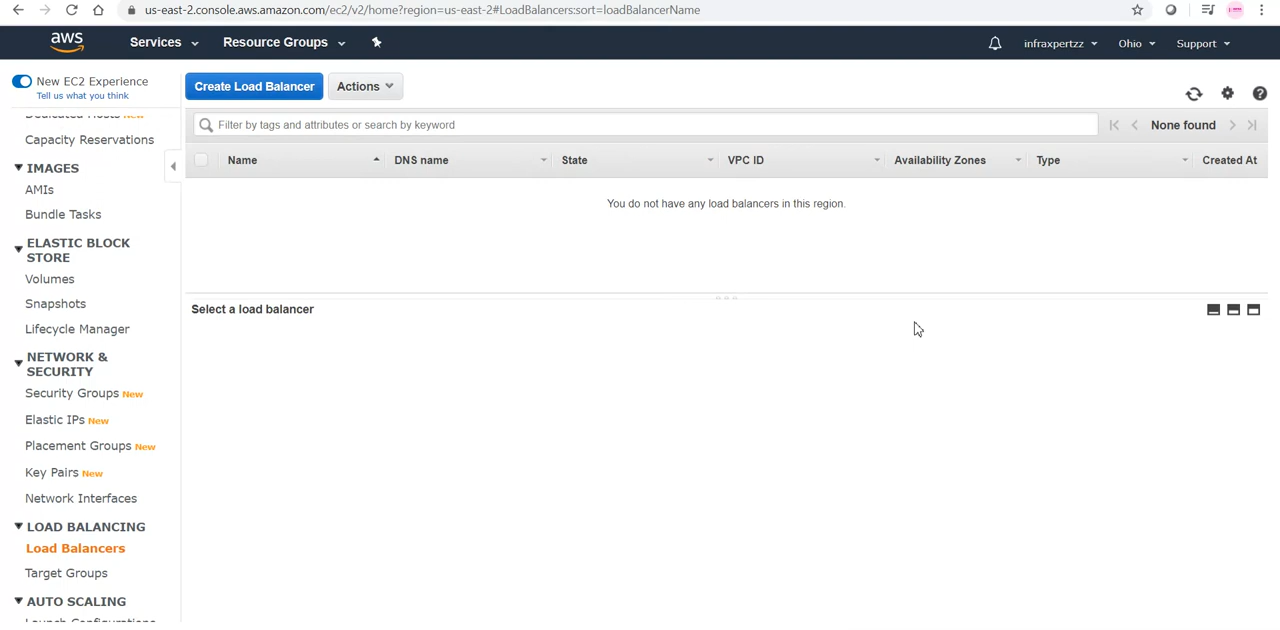 us-east-2.console.aws.amazon.com/ec2/v2/home?region=us-east-2#LoadBalancers:sort=loadBalancerName
aws
Services
Resource Groups
infraxpertzz
Ohio
Support
New EC2 Experience
Tell us what you think
Dedicated Hosts New
Capacity Reservations
IMAGES
AMIs
Bundle Tasks
ELASTIC BLOCK
STORE
Volumes
Snapshots
Lifecycle Manager
NETWORK &
SECURITY
Security Groups New
Elastic IPs New
Placement Groups New
Key Pairs New
Network Interfaces
LOAD BALANCING
Load Balancers
Target Groups
AUTO SCALING
Launch Configurations
Create Load Balancer
Actions
Filter by tags and attributes or search by keyword
None found
Name
DNS name
State
VPC ID
Availability Zones
Type
Created At
You do not have any load balancers in this region.
Select a load balancer